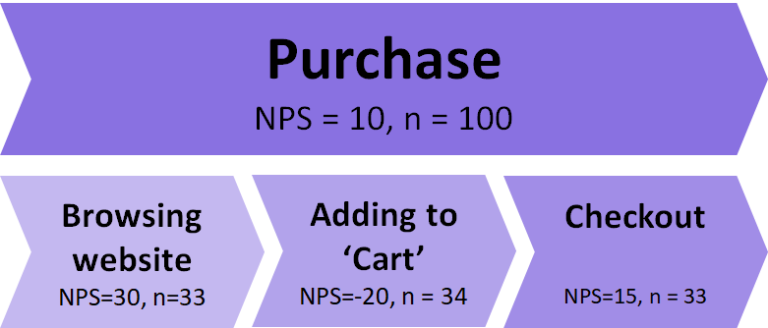 Purchase
NPS = 10, n = 100
Browsing
website
NPS=30, n=33
Adding to
‘Cart’
NPS=-20, n = 34
Checkout
NPS=15, n = 33